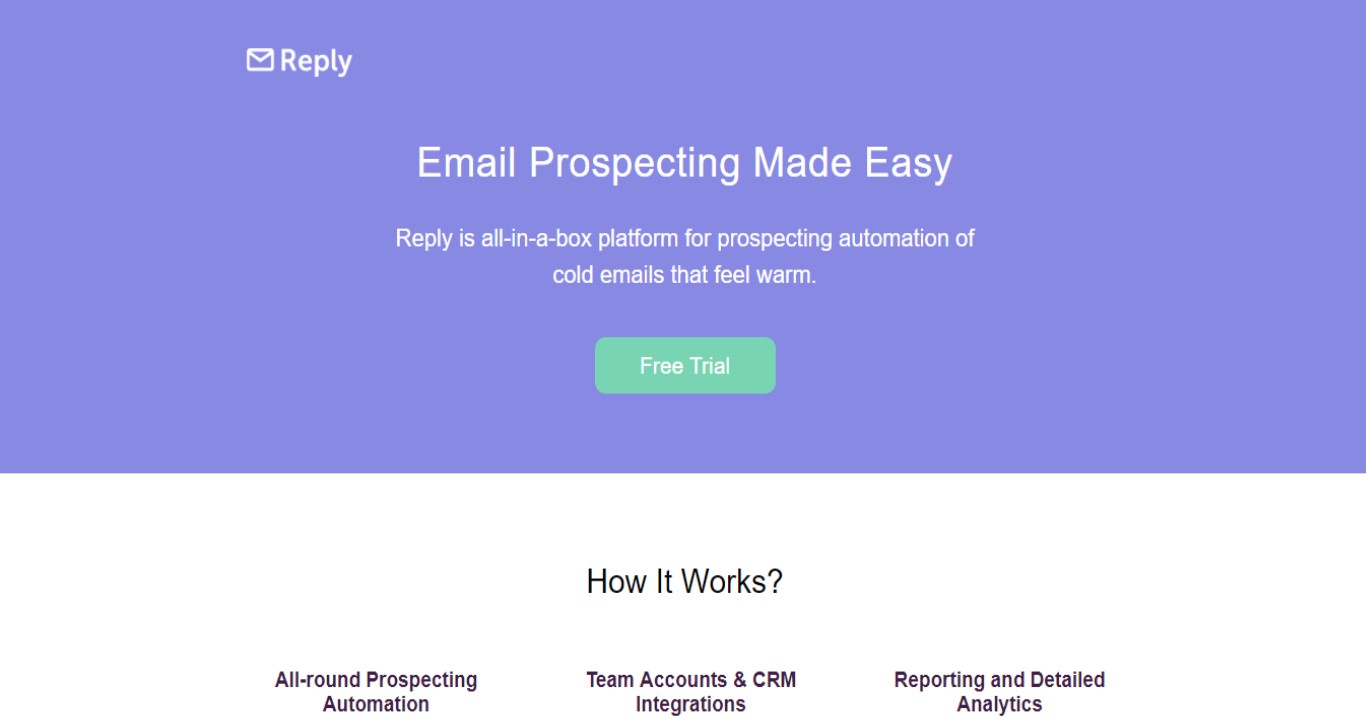 Reply
Email Prospecting Made Easy
Reply is all-in-a-box platform for prospecting automation of
cold emails that feel warm.
Free Trial
How It Works?
All-round Prospecting
Automation
Team Accounts & CRM
Integrations
Reporting and Detailed
Analytics